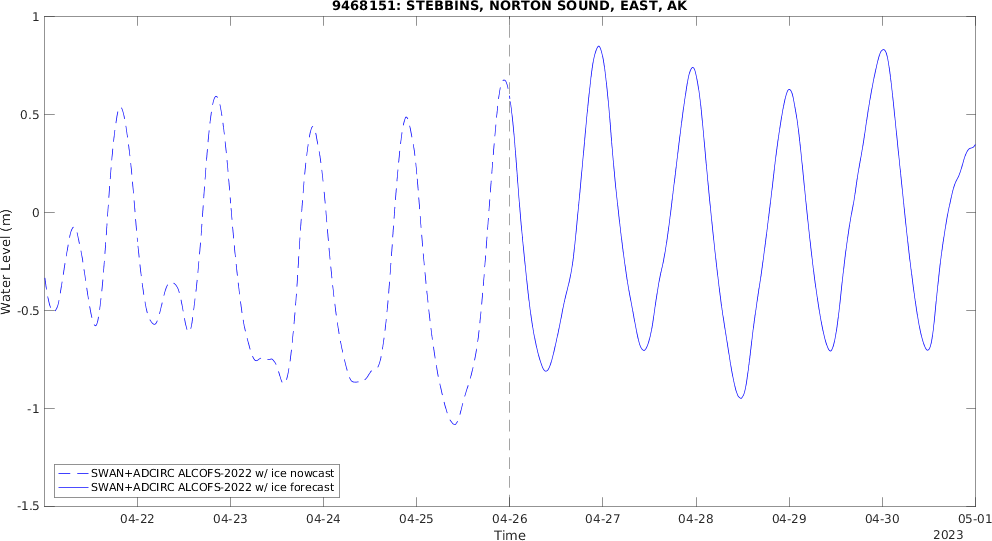 9468151: STEBBINS, NORTON SOUND, EAST, AK
1
0.5
0
-0.5
-1
-1.5
Water Level (m)
SWAN+ADCIRC ALCOFS-2022 w/ ice nowcast
SWAN+ADCIRC ALCOFS-2022 w/ ice forecast
04-22 04-23 04-24 04-25 04-26 04-27 04-28 04-29 04-30 05-01
Time
2023